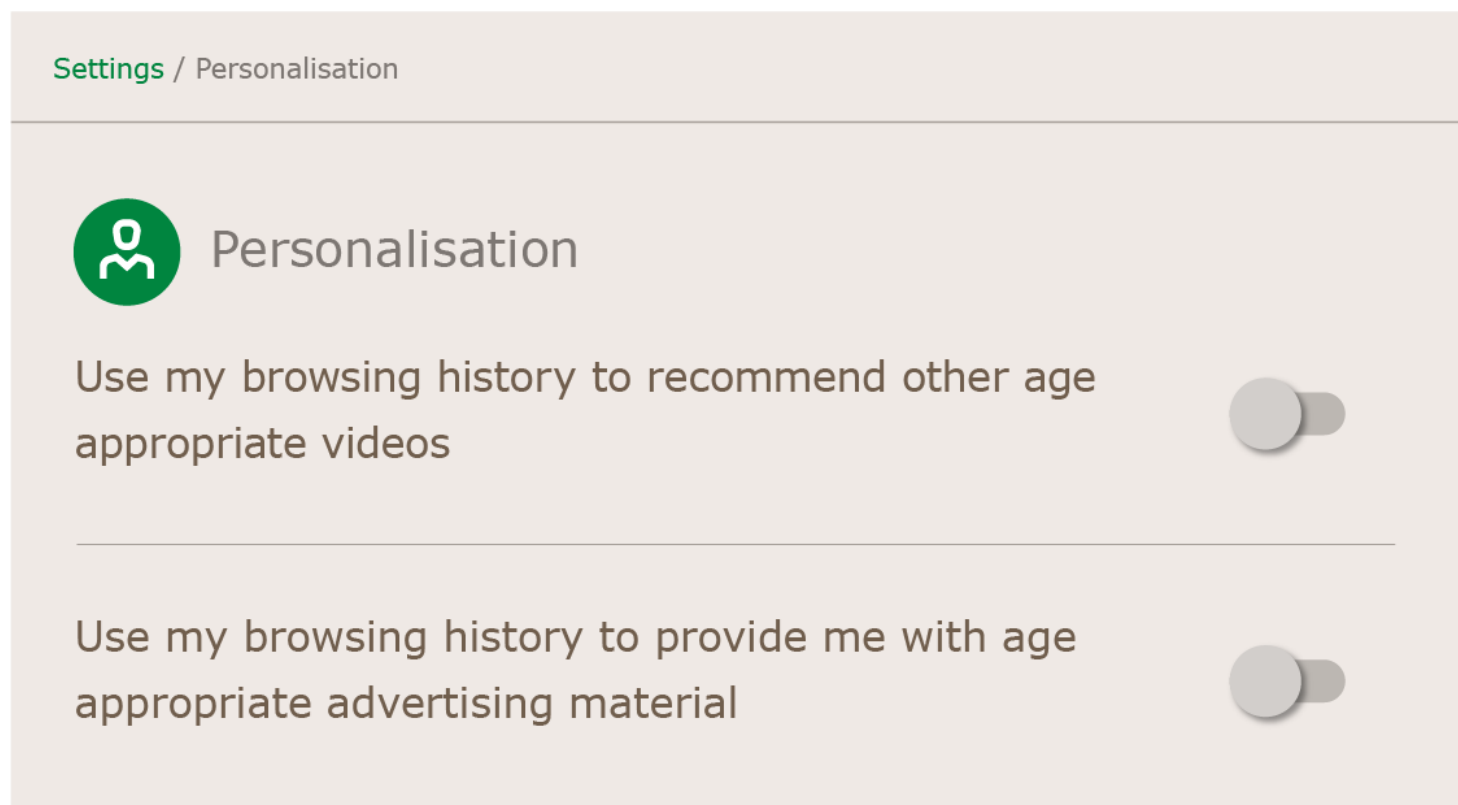 Settings / Personalisation
Personalisation
Use my browsing history to recommend other age
appropriate videos
Use my browsing history to provide me with age
appropriate advertising material